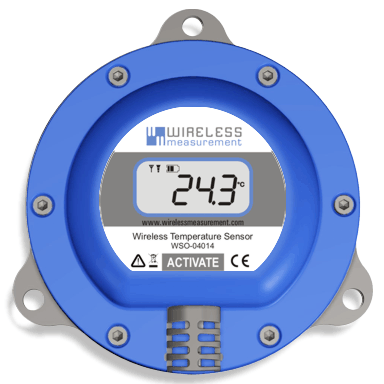 WIRELESS
measurement
24.3°C
www.wirelessmeasurement.com
Wireless Temperature Sensor
WSO-04014
ACTIVATE CE